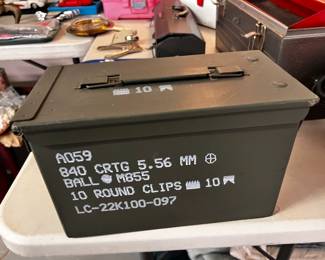 10
A059
840 CRTG 5.56 MM
BALL M855
10 ROUND CLIPS 10
LC-22K100-097